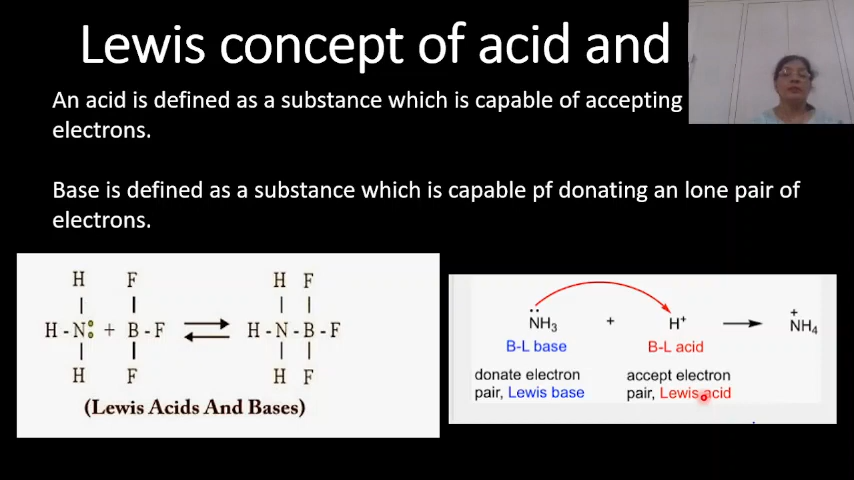 Lewis concept of acid and
An acid is defined as a substance which is capable of accepting
electrons.
Base is defined as a substance which is capable pf donating an lone pair of
electrons.
H F H F
H - N: + B - F ⇌ H - N - B - F
H F H F
(Lewis Acids And Bases)
N̈H₃ + H⁺ → N⁺H₄
B-L base B-L acid
donate electron
pair, Lewis base
accept electron
pair, Lewis acid